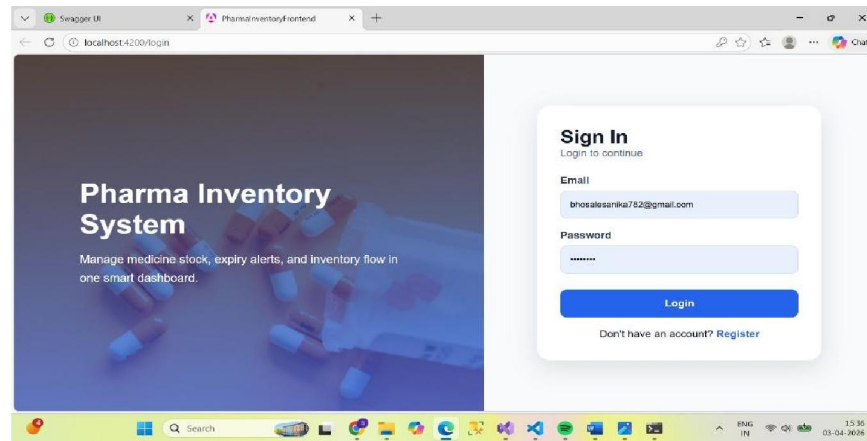 Swagger UI
PharmaInventoryFrontend
localhost:4200/login
Chat
Pharma Inventory
System
Manage medicine stock, expiry alerts, and inventory flow in
one smart dashboard.
Sign In
Login to continue
Email
bhosalesanika782@gmail.com
Password
Login
Don't have an account? Register
Search
ENG
IN
03-04-2026